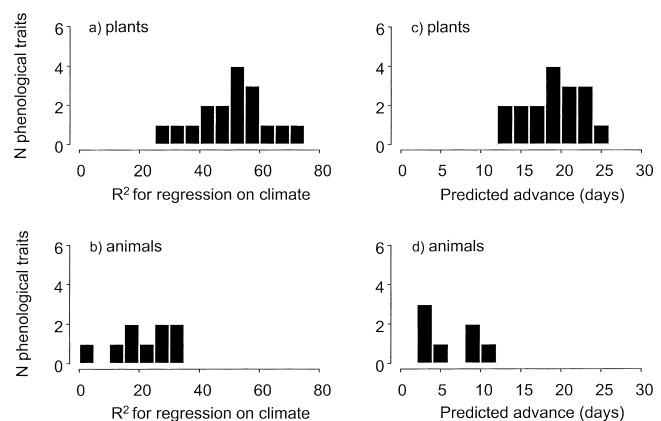 a) plants
N phenological traits
6
4
2
0
0 20 40 60 80
R² for regression on climate
c) plants
6
4
2
0
0 5 10 15 20 25 30
Predicted advance (days)
b) animals
N phenological traits
6
4
2
0
0 20 40 60 80
R² for regression on climate
d) animals
6
4
2
0
0 5 10 15 20 25 30
Predicted advance (days)